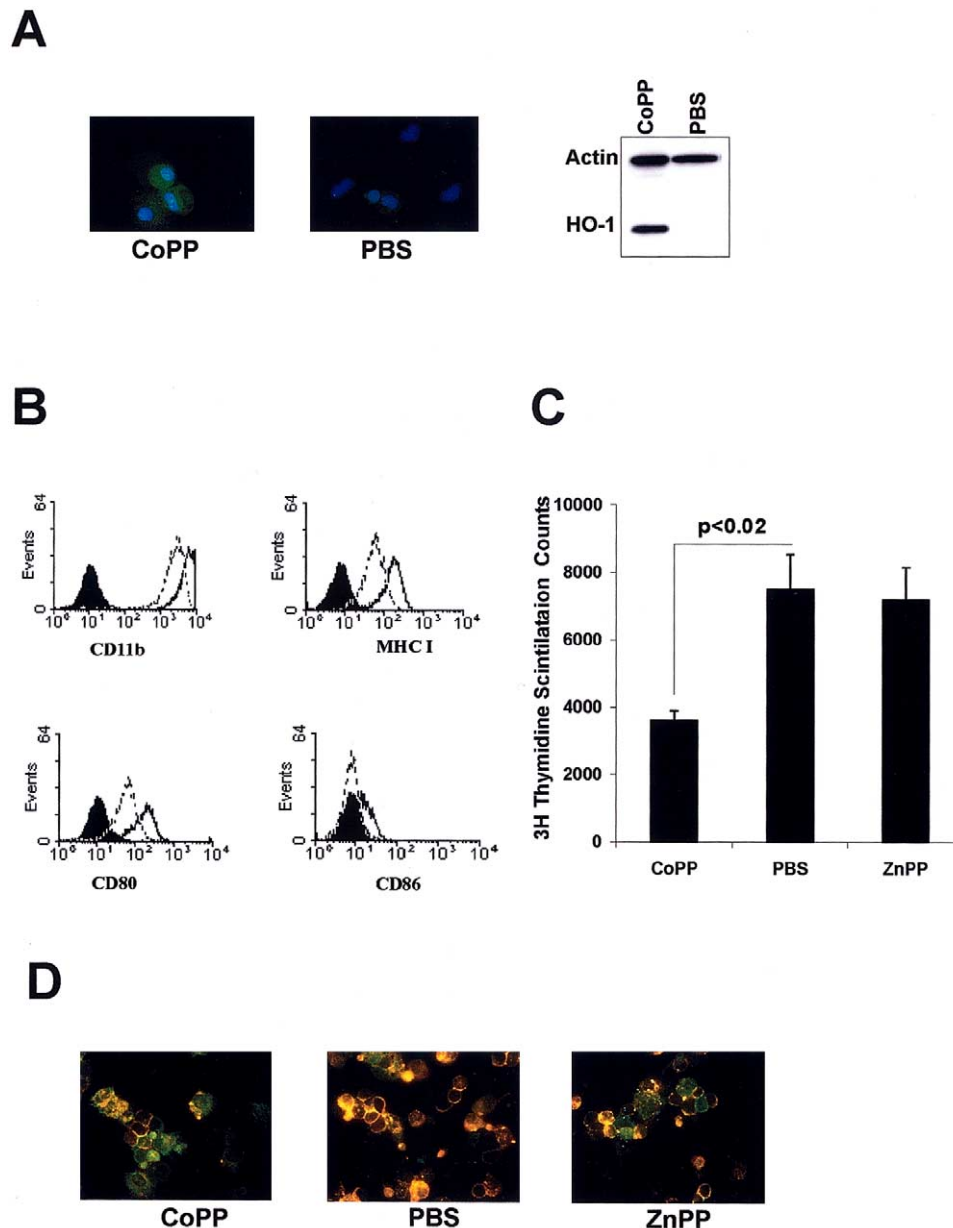 A
CoPP
PBS
CoPP
PBS
Actin
HO-1
B
64
Events
0
10⁰ 10¹ 10² 10³ 10⁴
CD11b
64
Events
0
10⁰ 10¹ 10² 10³ 10⁴
MHC I
64
Events
0
10⁰ 10¹ 10² 10³ 10⁴
CD80
64
Events
0
10⁰ 10¹ 10² 10³ 10⁴
CD86
C
3H Thymidine Scintilataion Counts
10000
8000
6000
4000
2000
0
p<0.02
CoPP
PBS
ZnPP
D
CoPP
PBS
ZnPP